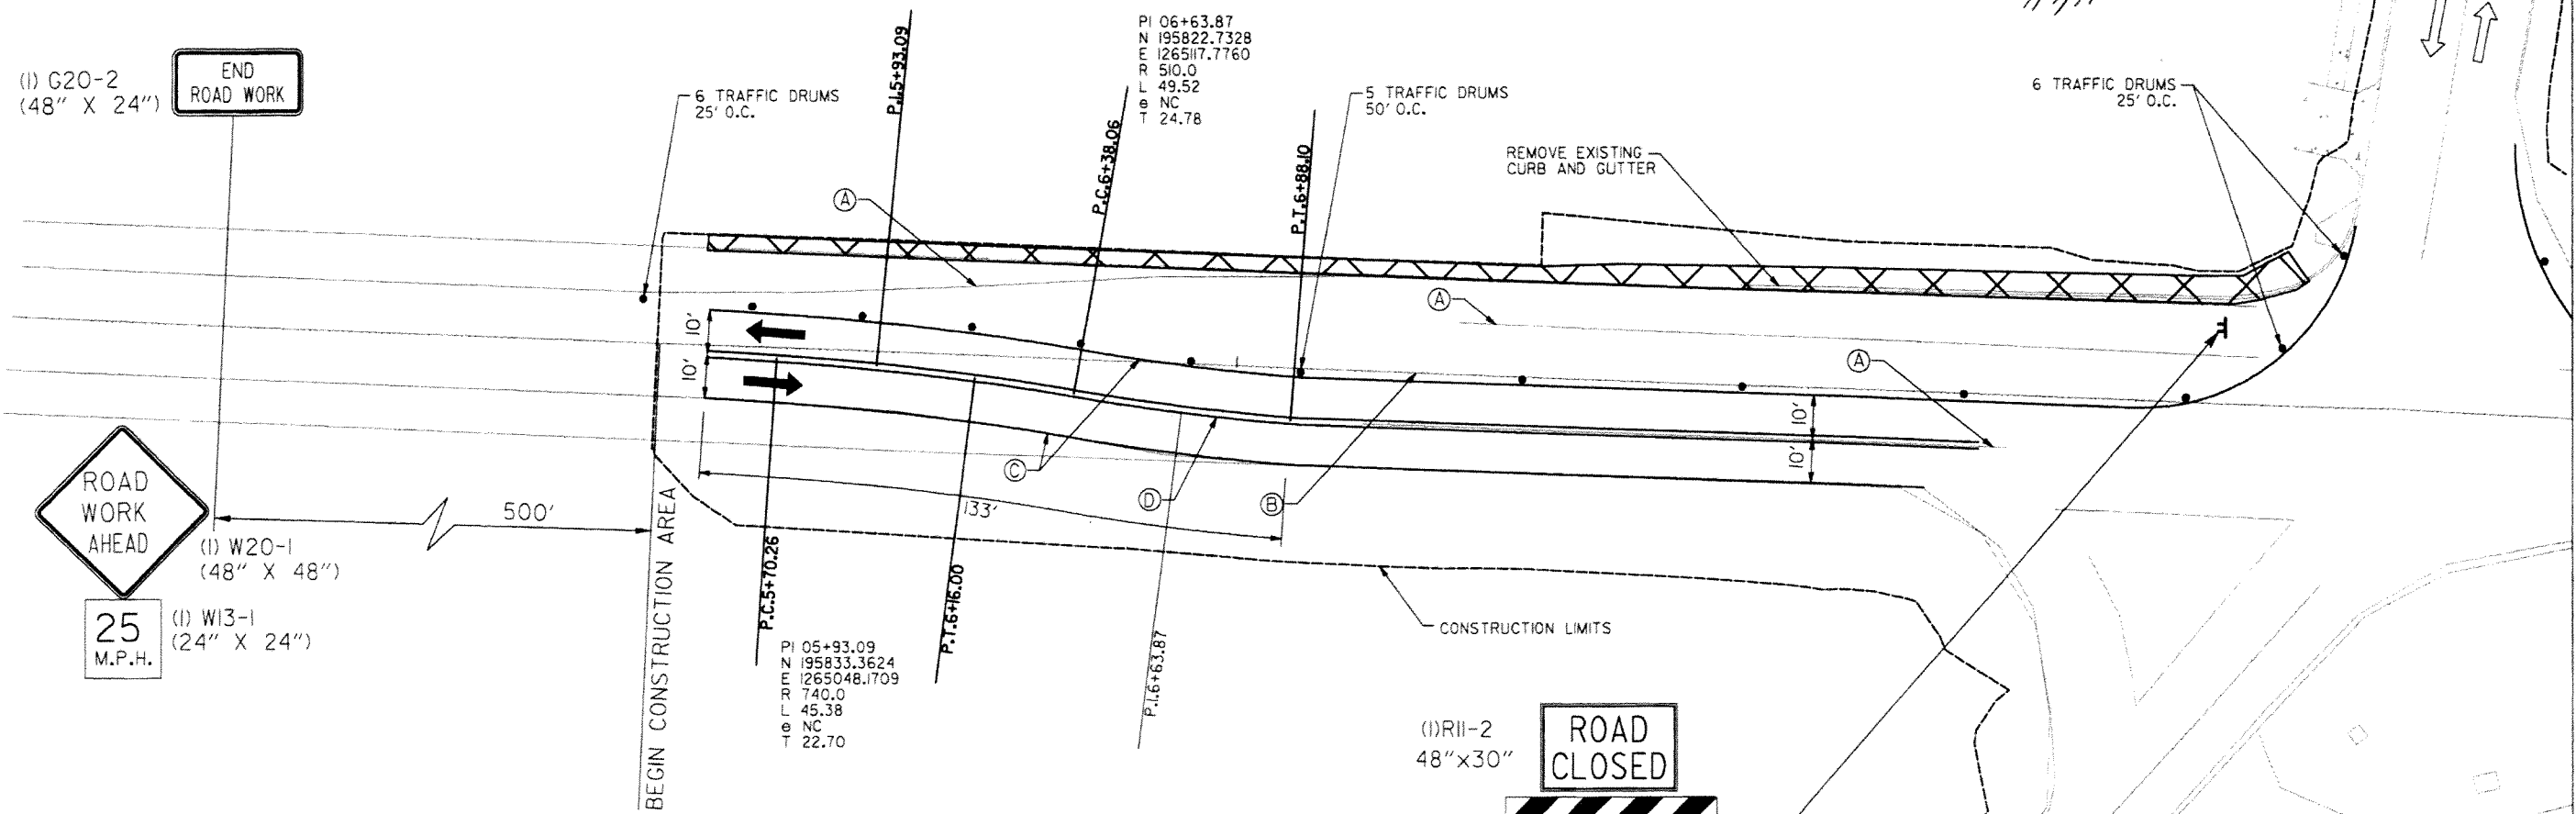 (1) G20-2
(48" X 24")
END
ROAD WORK
6 TRAFFIC DRUMS
25' O.C.
P.I.5+93.09
PI 06+63.87
N 195822.7328
E 1265117.7760
R 510.0
L 49.52
e NC
T 24.78
P.C.6+38.06
P.T.6+88.10
5 TRAFFIC DRUMS
50' O.C.
REMOVE EXISTING
CURB AND GUTTER
6 TRAFFIC DRUMS
25' O.C.
A
A
A
10'
10'
10'
10'
C
D
B
133'
ROAD
WORK
AHEAD
(1) W20-1
(48" X 48")
500'
25
M.P.H.
(1) W13-1
(24" X 24")
BEGIN CONSTRUCTION AREA
P.C.5+70.26
P.T.6+16.00
P.I.6+63.87
PI 05+93.09
N 195833.3624
E 1265048.1709
R 740.0
L 45.38
e NC
T 22.70
CONSTRUCTION LIMITS
(1)R11-2
48"x30"
ROAD
CLOSED